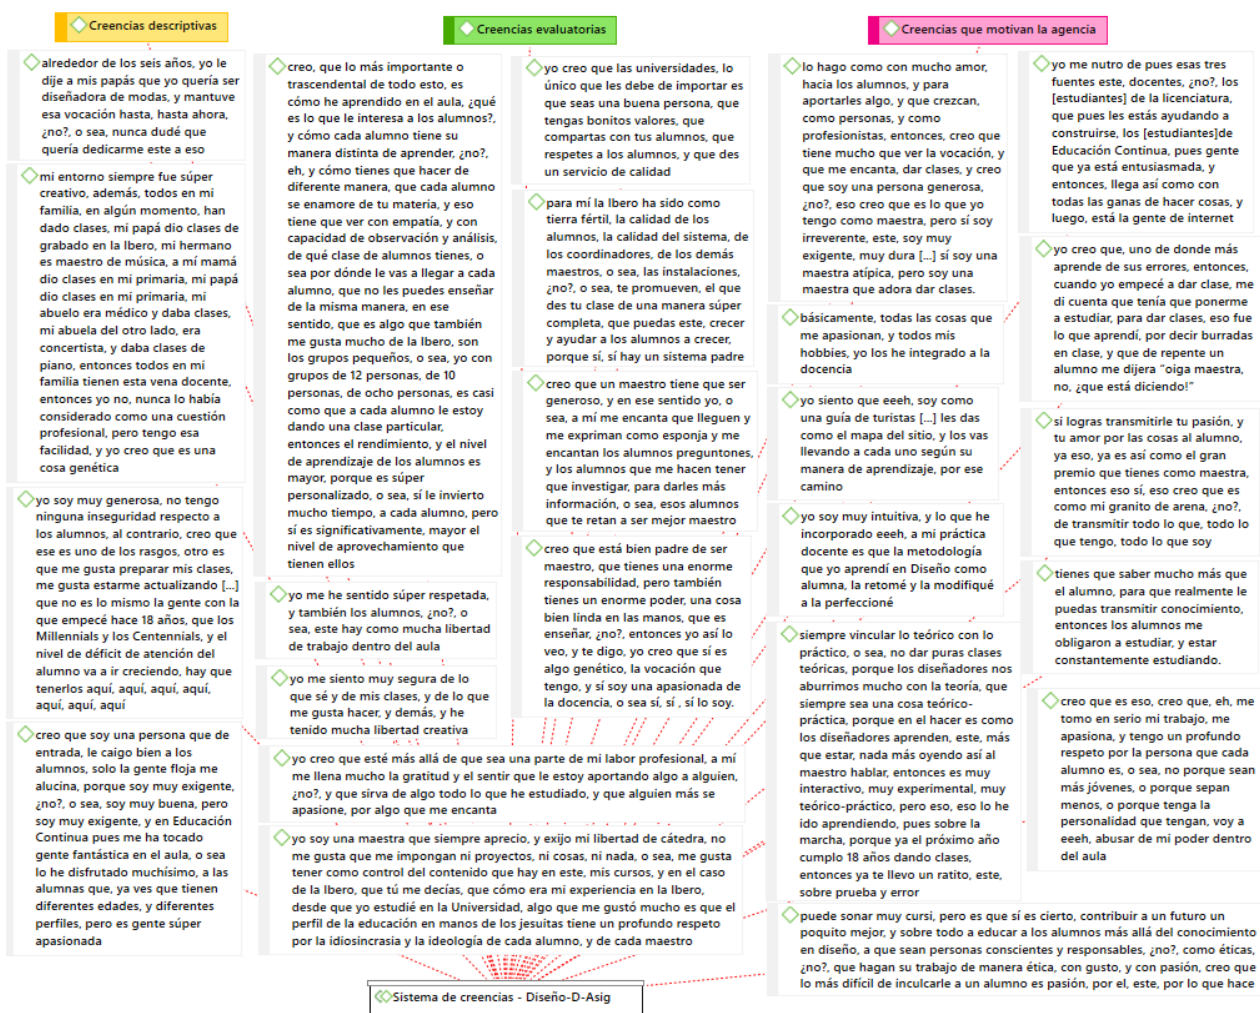 Creencias descriptivas
alrededor de los seis años, yo le
dije a mis papás que yo quería ser
diseñadora de modas, y mantuve
esa vocación hasta, hasta ahora,
¿no?, o sea, nunca dudé que
quería dedicarme este a eso
mi entorno siempre fue súper
creativo, además, todos en mi
familia, en algún momento, han
dado clases, mi papá dio clases de
grabado en la Ibero, mi hermano
es maestro de música, a mí mamá
dio clases en mi primaria, mi papá
dio clases en mi primaria, mi
abuelo era médico y daba clases,
mi abuela del otro lado, era
concertista, y daba clases de
piano, entonces todos en mi
familia tienen esta vena docente,
entonces yo no, nunca lo había
considerado como una cuestión
profesional, pero tengo esa
facilidad, y yo creo que es una
cosa genética
yo soy muy generosa, no tengo
ninguna inseguridad respecto a
los alumnos, al contrario, creo que
ese es uno de los rasgos, otro es
que me gusta preparar mis clases,
me gusta estarme actualizando [...]
que no es lo mismo la gente con la
que empecé hace 18 años, que los
Millennials y los Centennials, y el
nivel de déficit de atención del
alumno va a ir creciendo, hay que
tenerlos aquí, aquí, aquí, aquí,
aquí, aquí, aquí
creo que soy una persona que de
entrada, le caigo bien a los
alumnos, solo la gente floja me
alucina, porque soy muy exigente,
¿no?, o sea, soy muy buena, pero
soy muy exigente, y en Educación
Continua pues me ha tocado
gente fantástica en el aula, o sea
lo he disfrutado muchísimo, a las
alumnas que, ya ves que tienen
diferentes edades, y diferentes
perfiles, pero es gente súper
apasionada
Creencias evaluatorias
creo, que lo más importante o
trascendental de todo esto, es
cómo he aprendido en el aula, ¿qué
es lo que le interesa a los alumnos?,
y cómo cada alumno tiene su
manera distinta de aprender, ¿no?,
eh, y cómo tienes que hacer de
diferente manera, que cada alumno
se enamore de tu materia, y eso
tiene que ver con empatía, y con
capacidad de observación y análisis,
de qué clase de alumnos tienes, o
sea por dónde le vas a llegar a cada
alumno, que no les puedes enseñar
de la misma manera, en ese
sentido, que es algo que también
me gusta mucho de la Ibero, son
los grupos pequeños, o sea, yo con
grupos de 12 personas, de 10
personas, de ocho personas, es casi
como que a cada alumno le estoy
dando una clase particular,
entonces el rendimiento, y el nivel
de aprendizaje de los alumnos es
mayor, porque es súper
personalizado, o sea, sí le invierto
mucho tiempo, a cada alumno, pero
sí es significativamente, mayor el
nivel de aprovechamiento que
tienen ellos
yo me he sentido súper respetada,
y también los alumnos, ¿no?, o
sea, este hay como mucha libertad
de trabajo dentro del aula
yo me siento muy segura de lo
que sé y de mis clases, y de lo que
me gusta hacer, y demás, y he
tenido mucha libertad creativa
yo creo que las universidades, lo
único que les debe de importar es
que seas una buena persona, que
tengas bonitos valores, que
compartas con tus alumnos, que
respetes a los alumnos, y que des
un servicio de calidad
para mí la Ibero ha sido como
tierra fértil, la calidad de los
alumnos, la calidad del sistema, de
los coordinadores, de los demás
maestros, o sea, las instalaciones,
¿no?, o sea, te promueven, el que
des tu clase de una manera súper
completa, que puedas este, crecer
y ayudar a los alumnos a crecer,
porque sí, sí hay un sistema padre
creo que un maestro tiene que ser
generoso, y en ese sentido yo, o
sea, a mí me encanta que lleguen y
me expriman como esponja y me
encantan los alumnos preguntones,
y los alumnos que me hacen tener
que investigar, para darles más
información, o sea, esos alumnos
que te retan a ser mejor maestro
creo que está bien padre de ser
maestro, que tienes una enorme
responsabilidad, pero también
tienes un enorme poder, una cosa
bien linda en las manos, que es
enseñar, ¿no?, entonces yo así lo
veo, y te digo, yo creo que sí es
algo genético, la vocación que
tengo, y sí soy una apasionada de
la docencia, o sea sí, sí , sí lo soy.
yo creo que esté más allá de que sea una parte de mi labor profesional, a mí
me llena mucho la gratitud y el sentir que le estoy aportando algo a alguien,
¿no?, y que sirva de algo todo lo que he estudiado, y que alguien más se
apasione, por algo que me encanta
yo soy una maestra que siempre aprecio, y exijo mi libertad de cátedra, no
me gusta que me impongan ni proyectos, ni cosas, ni nada, o sea, me gusta
tener como control del contenido que hay en este, mis cursos, y en el caso
de la Ibero, que tú me decías, que cómo era mi experiencia en la Ibero,
desde que yo estudié en la Universidad, algo que me gustó mucho es que el
perfil de la educación en manos de los jesuitas tiene un profundo respeto
por la idiosincrasia y la ideología de cada alumno, y de cada maestro
Creencias que motivan la agencia
lo hago como con mucho amor,
hacia los alumnos, y para
aportarles algo, y que crezcan,
como personas, y como
profesionistas, entonces, creo que
tiene mucho que ver la vocación, y
que me encanta, dar clases, y creo
que soy una persona generosa,
¿no?, eso creo que es lo que yo
tengo como maestra, pero sí soy
irreverente, este, soy muy
exigente, muy dura [...] sí soy una
maestra atípica, pero soy una
maestra que adora dar clases.
básicamente, todas las cosas que
me apasionan, y todos mis
hobbies, yo los he integrado a la
docencia
yo siento que eeeh, soy como
una guía de turistas [...] les das
como el mapa del sitio, y los vas
llevando a cada uno según su
manera de aprendizaje, por ese
camino
yo soy muy intuitiva, y lo que he
incorporado eeeh, a mi práctica
docente es que la metodología
que yo aprendí en Diseño como
alumna, la retomé y la modifiqué
a la perfeccioné
siempre vincular lo teórico con lo
práctico, o sea, no dar puras clases
teóricas, porque los diseñadores nos
aburrimos mucho con la teoría, que
siempre sea una cosa teórico-
práctica, porque en el hacer es como
los diseñadores aprenden, este, más
que estar, nada más oyendo así al
maestro hablar, entonces es muy
interactivo, muy experimental, muy
teórico-práctico, pero eso, eso lo he
ido aprendiendo, pues sobre la
marcha, porque ya el próximo año
cumplo 18 años dando clases,
entonces ya te llevo un ratito, este,
sobre prueba y error
yo me nutro de pues esas tres
fuentes este, docentes, ¿no?, los
[estudiantes] de la licenciatura,
que pues les estás ayudando a
construirse, los [estudiantes]de
Educación Continua, pues gente
que ya está entusiasmada, y
entonces, llega así como con
todas las ganas de hacer cosas, y
luego, está la gente de internet
yo creo que, uno de donde más
aprende de sus errores, entonces,
cuando yo empecé a dar clase, me
di cuenta que tenía que ponerme
a estudiar, para dar clases, eso fue
lo que aprendí, por decir burradas
en clase, y que de repente un
alumno me dijera “oiga maestra,
no, ¿que está diciendo!”
si logras transmitirle tu pasión, y
tu amor por las cosas al alumno,
ya eso, ya es así como el gran
premio que tienes como maestra,
entonces eso sí, eso creo que es
como mi granito de arena, ¿no?,
de transmitir todo lo que, todo lo
que tengo, todo lo que soy
tienes que saber mucho más que
el alumno, para que realmente le
puedas transmitir conocimiento,
entonces los alumnos me
obligaron a estudiar, y estar
constantemente estudiando.
creo que es eso, creo que, eh, me
tomo en serio mi trabajo, me
apasiona, y tengo un profundo
respeto por la persona que cada
alumno es, o sea, no porque sean
más jóvenes, o porque sepan
menos, o porque tenga la
personalidad que tengan, voy a
eeeh, abusar de mi poder dentro
del aula
puede sonar muy cursi, pero es que sí es cierto, contribuir a un futuro un
poquito mejor, y sobre todo a educar a los alumnos más allá del conocimiento
en diseño, a que sean personas conscientes y responsables, ¿no?, como éticas,
¿no?, que hagan su trabajo de manera ética, con gusto, y con pasión, creo que
lo más difícil de inculcarle a un alumno es pasión, por el, este, por lo que hace
Sistema de creencias - Diseño-D-Asig